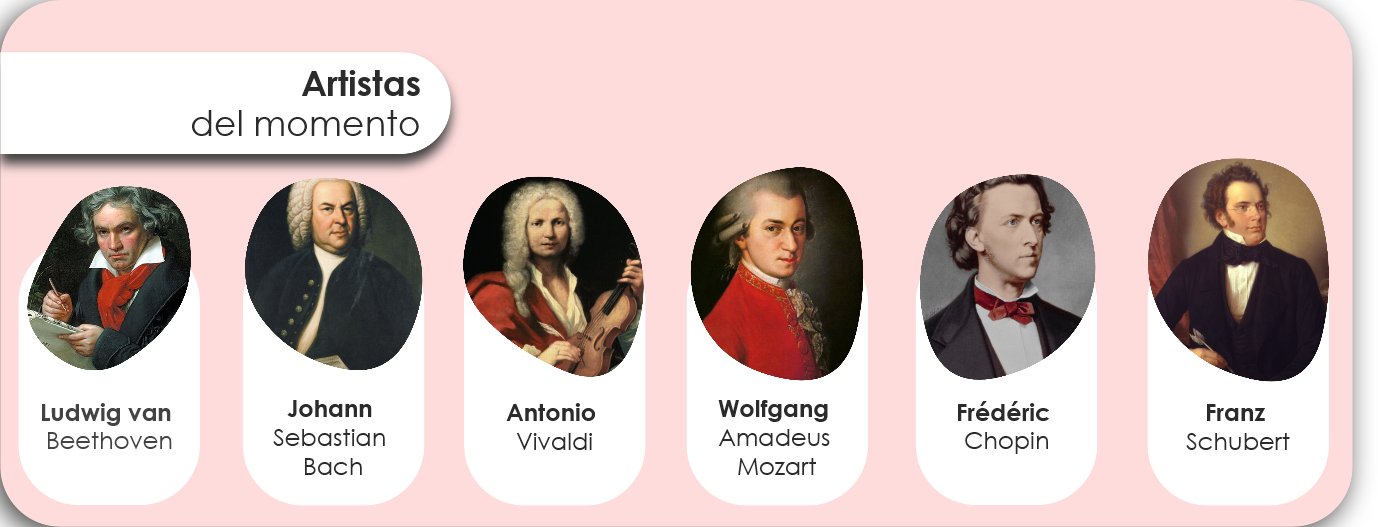 Artistas
del momento
Ludwig van
Beethoven
Johann
Sebastian
Bach
Antonio
Vivaldi
Wolfgang
Amadeus
Mozart
Frédéric
Chopin
Franz
Schubert